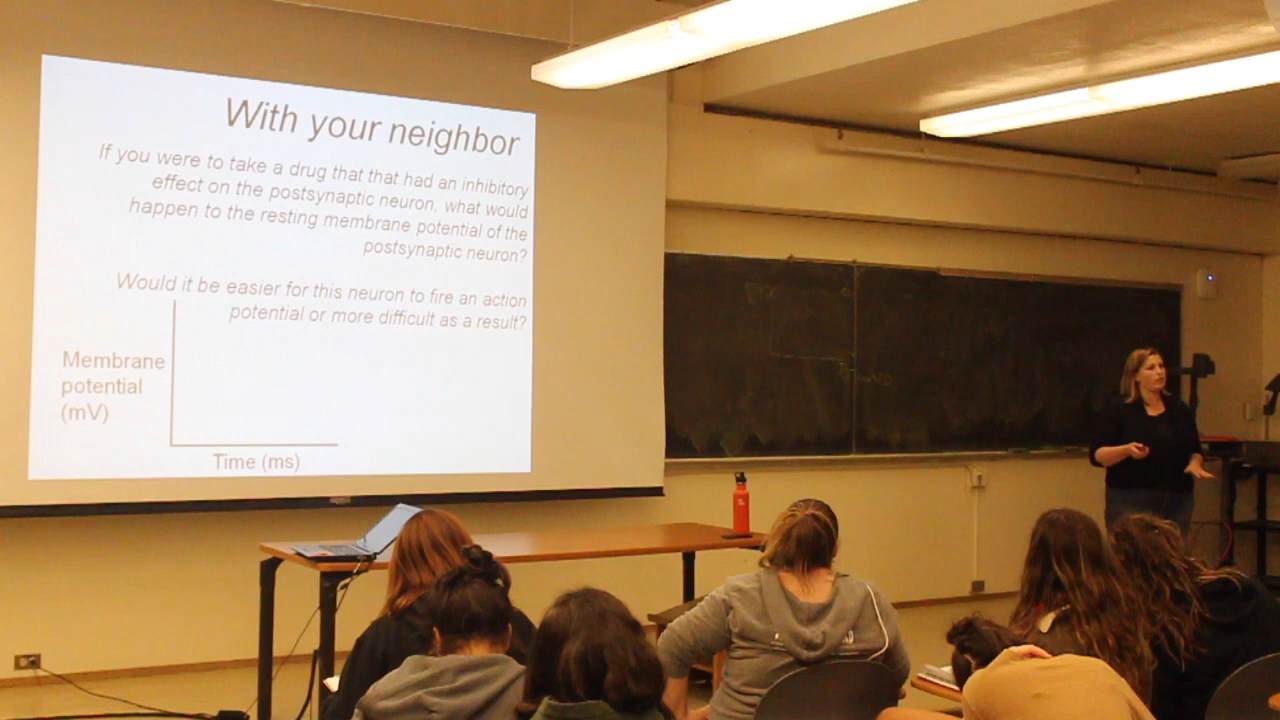 With your neighbor
If you were to take a drug that that had an inhibitory
effect on the postsynaptic neuron, what would
happen to the resting membrane potential of the
postsynaptic neuron?
Would it be easier for this neuron to fire an action
potential or more difficult as a result?
Membrane
potential
(mV)
Time (ms)